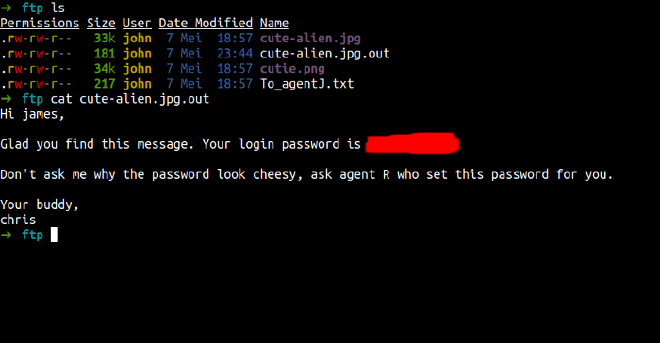 → ftp ls
Permissions Size User Date Modified Name
.rw-rw-r-- 33k john 7 Mei 18:57 cute-alien.jpg
.rw-rw-r-- 181 john 7 Mei 23:44 cute-alien.jpg.out
.rw-rw-r-- 34k john 7 Mei 18:57 cutie.png
.rw-rw-r-- 217 john 7 Mei 18:57 To_agentJ.txt
→ ftp cat cute-alien.jpg.out
Hi james,
Glad you find this message. Your login password is
Don't ask me why the password look cheesy, ask agent R who set this password for you.
Your buddy,
chris
→ ftp